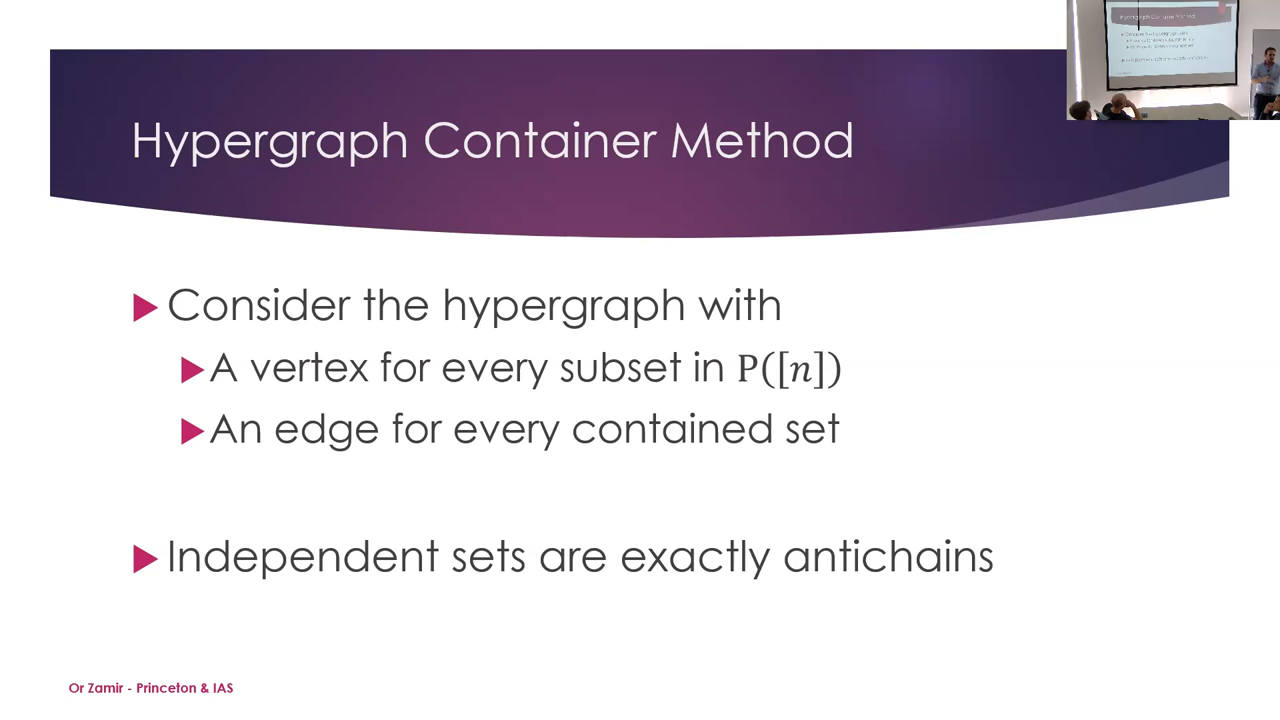 Hypergraph Container Method
Consider the hypergraph with
A vertex for every subset in P([n])
An edge for every contained set
Independent sets are exactly antichains
Or Zamir - Princeton & IAS